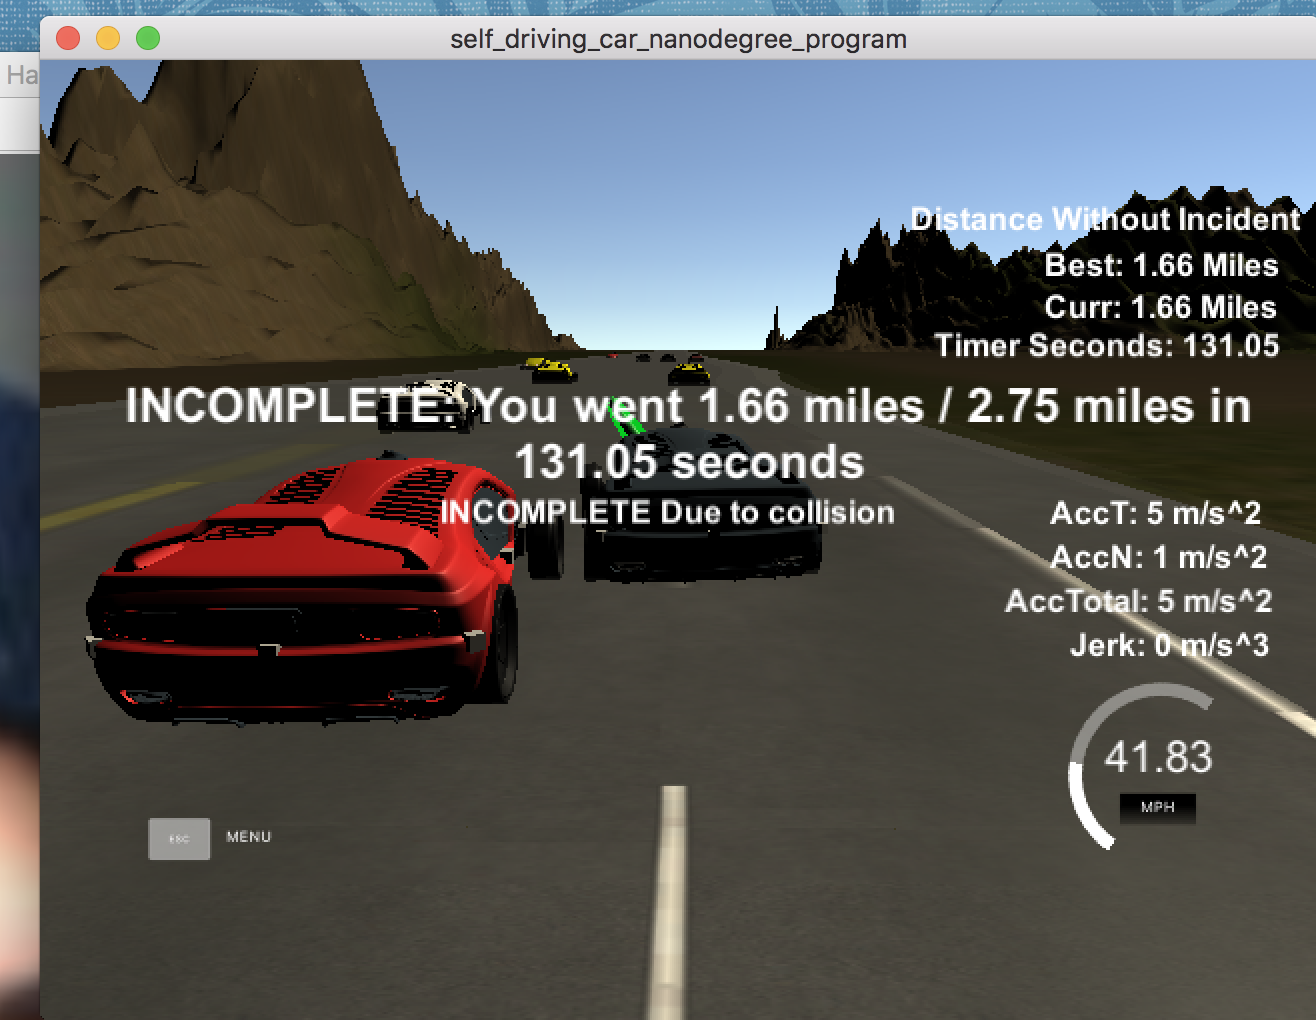 self_driving_car_nanodegree_program
Ha
Distance Without Incident
Best: 1.66 Miles
Curr: 1.66 Miles
Timer Seconds: 131.05
INCOMPLETE: You went 1.66 miles / 2.75 miles in
131.05 seconds
INCOMPLETE Due to collision
AccT: 5 m/s^2
AccN: 1 m/s^2
AccTotal: 5 m/s^2
Jerk: 0 m/s^3
41.83
MPH
ESC MENU